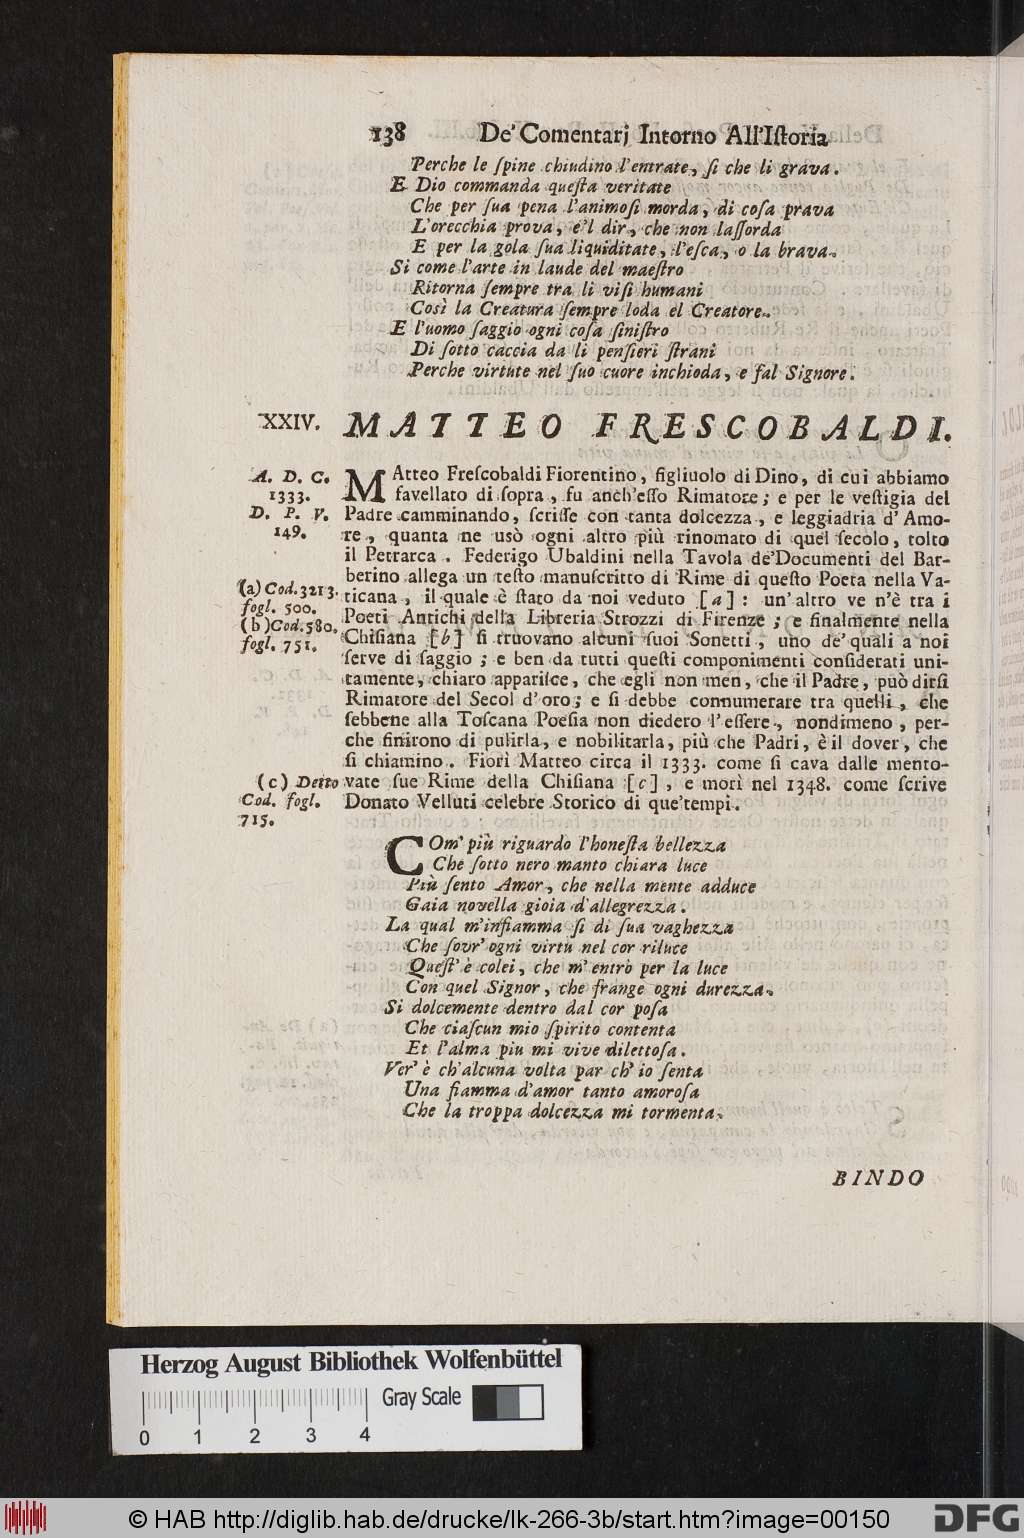 138 De' Comentarj Intorno All'Iſtoria
Perche le ſpine chiudino l'entrate, ſi che li grava.
E Dio commanda queſta veritate
Che per ſua pena l'animoſi morda, di coſa prava
L'orecchia prova, e'l dir, che non laſſorda
E per la gola ſua liquiditate, l'eſca, o la brava.
Si come l'arte in laude del maeſtro
Ritorna ſempre tra li viſi humani
Così la Creatura ſempre loda el Creatore.
E l'uomo ſaggio ogni coſa ſiniſtro
Di ſotto caccia da li penſieri ſtrani
Perche virtute nel ſuo cuore inchioda, e fal Signore.
XXIV. MATTEO FRESCOBALDI.
A. D. C.
1333.
D. P. V.
149.
MAtteo Freſcobaldi Fiorentino, figliuolo di Dino, di cui abbiamo
favellato di ſopra, fu anch'eſſo Rimatore; e per le veſtigia del
Padre camminando, ſcriſſe con tanta dolcezza, e leggiadria d'Amo-
re, quanta ne usò ogni altro più rinomato di quel ſecolo, tolto
il Petrarca. Federigo Ubaldini nella Tavola de'Documenti del Bar-
berino allega un teſto manuſcritto di Rime di queſto Poeta nella Va-
ticana, il quale è ſtato da noi veduto [a]: un'altro ve n'è tra i
Poeti Antichi della Libreria Strozzi di Firenze; e finalmente nella
Chiſiana [b] ſi truovano alcuni ſuoi Sonetti, uno de'quali a noi
ſerve di ſaggio; e ben da tutti queſti componimenti conſiderati uni-
tamente, chiaro appariſce, che egli non men, che il Padre, può dirſi
Rimatore del Secol d'oro; e ſi debbe connumerare tra quelli, che
ſebbene alla Toſcana Poeſia non diedero l'eſſere, nondimeno, per-
che finirono di pulirla, e nobilitarla, più che Padri, è il dover, che
ſi chiamino. Fiorì Matteo circa il 1333. come ſi cava dalle mento-
vate ſue Rime della Chiſiana [c], e morì nel 1348. come ſcrive
Donato Velluti celebre Storico di que'tempi.
(a) Cod. 3213.
fogl. 500.
(b) Cod. 580.
fogl. 751.
(c) Detto
Cod. fogl.
715.
COm' più riguardo l'honeſta bellezza
Che ſotto nero manto chiara luce
Più ſento Amor, che nella mente adduce
Gaia novella gioia d'allegrezza.
La qual m'infiamma ſi di ſua vaghezza
Che ſovr' ogni virtù nel cor riluce
Queſt' è colei, che m' entrò per la luce
Con quel Signor, che frange ogni durezza.
Si dolcemente dentro dal cor poſa
Che ciaſcun mio ſpirito contenta
Et l'alma piu mi vive dilettoſa.
Ver' è ch'alcuna volta par ch' io ſenta
Una fiamma d'amor tanto amoroſa
Che la troppa dolcezza mi tormenta.
BINDO
Herzog August Bibliothek Wolfenbüttel
Gray Scale
0 1 2 3 4
© HAB http://diglib.hab.de/drucke/lk-266-3b/start.htm?image=00150
DFG